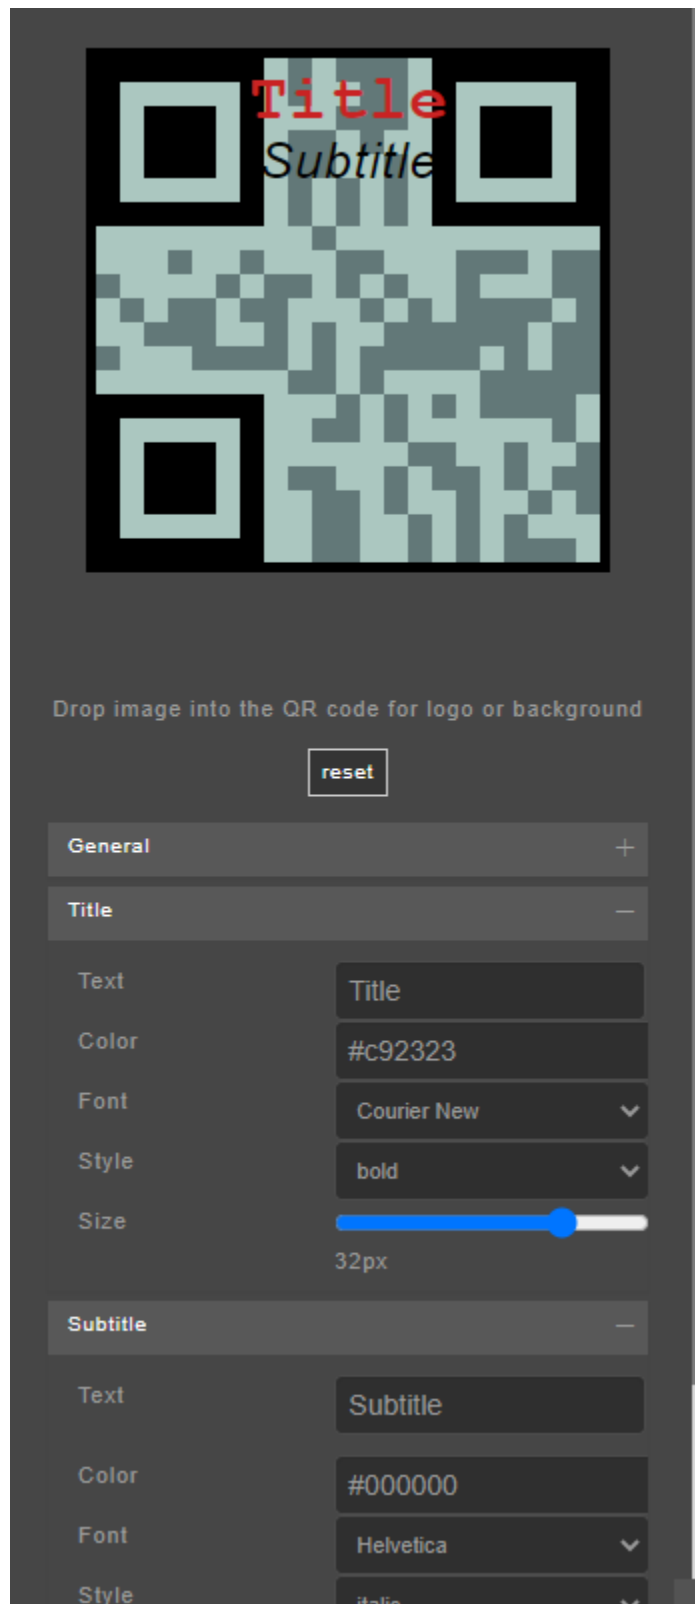 Title
Subtitle
Drop image into the QR code for logo or background
reset
General
Title
Text Title
Color #c92323
Font Courier New
Style bold
Size
32px
Subtitle
Text Subtitle
Color #000000
Font Helvetica
Style italic